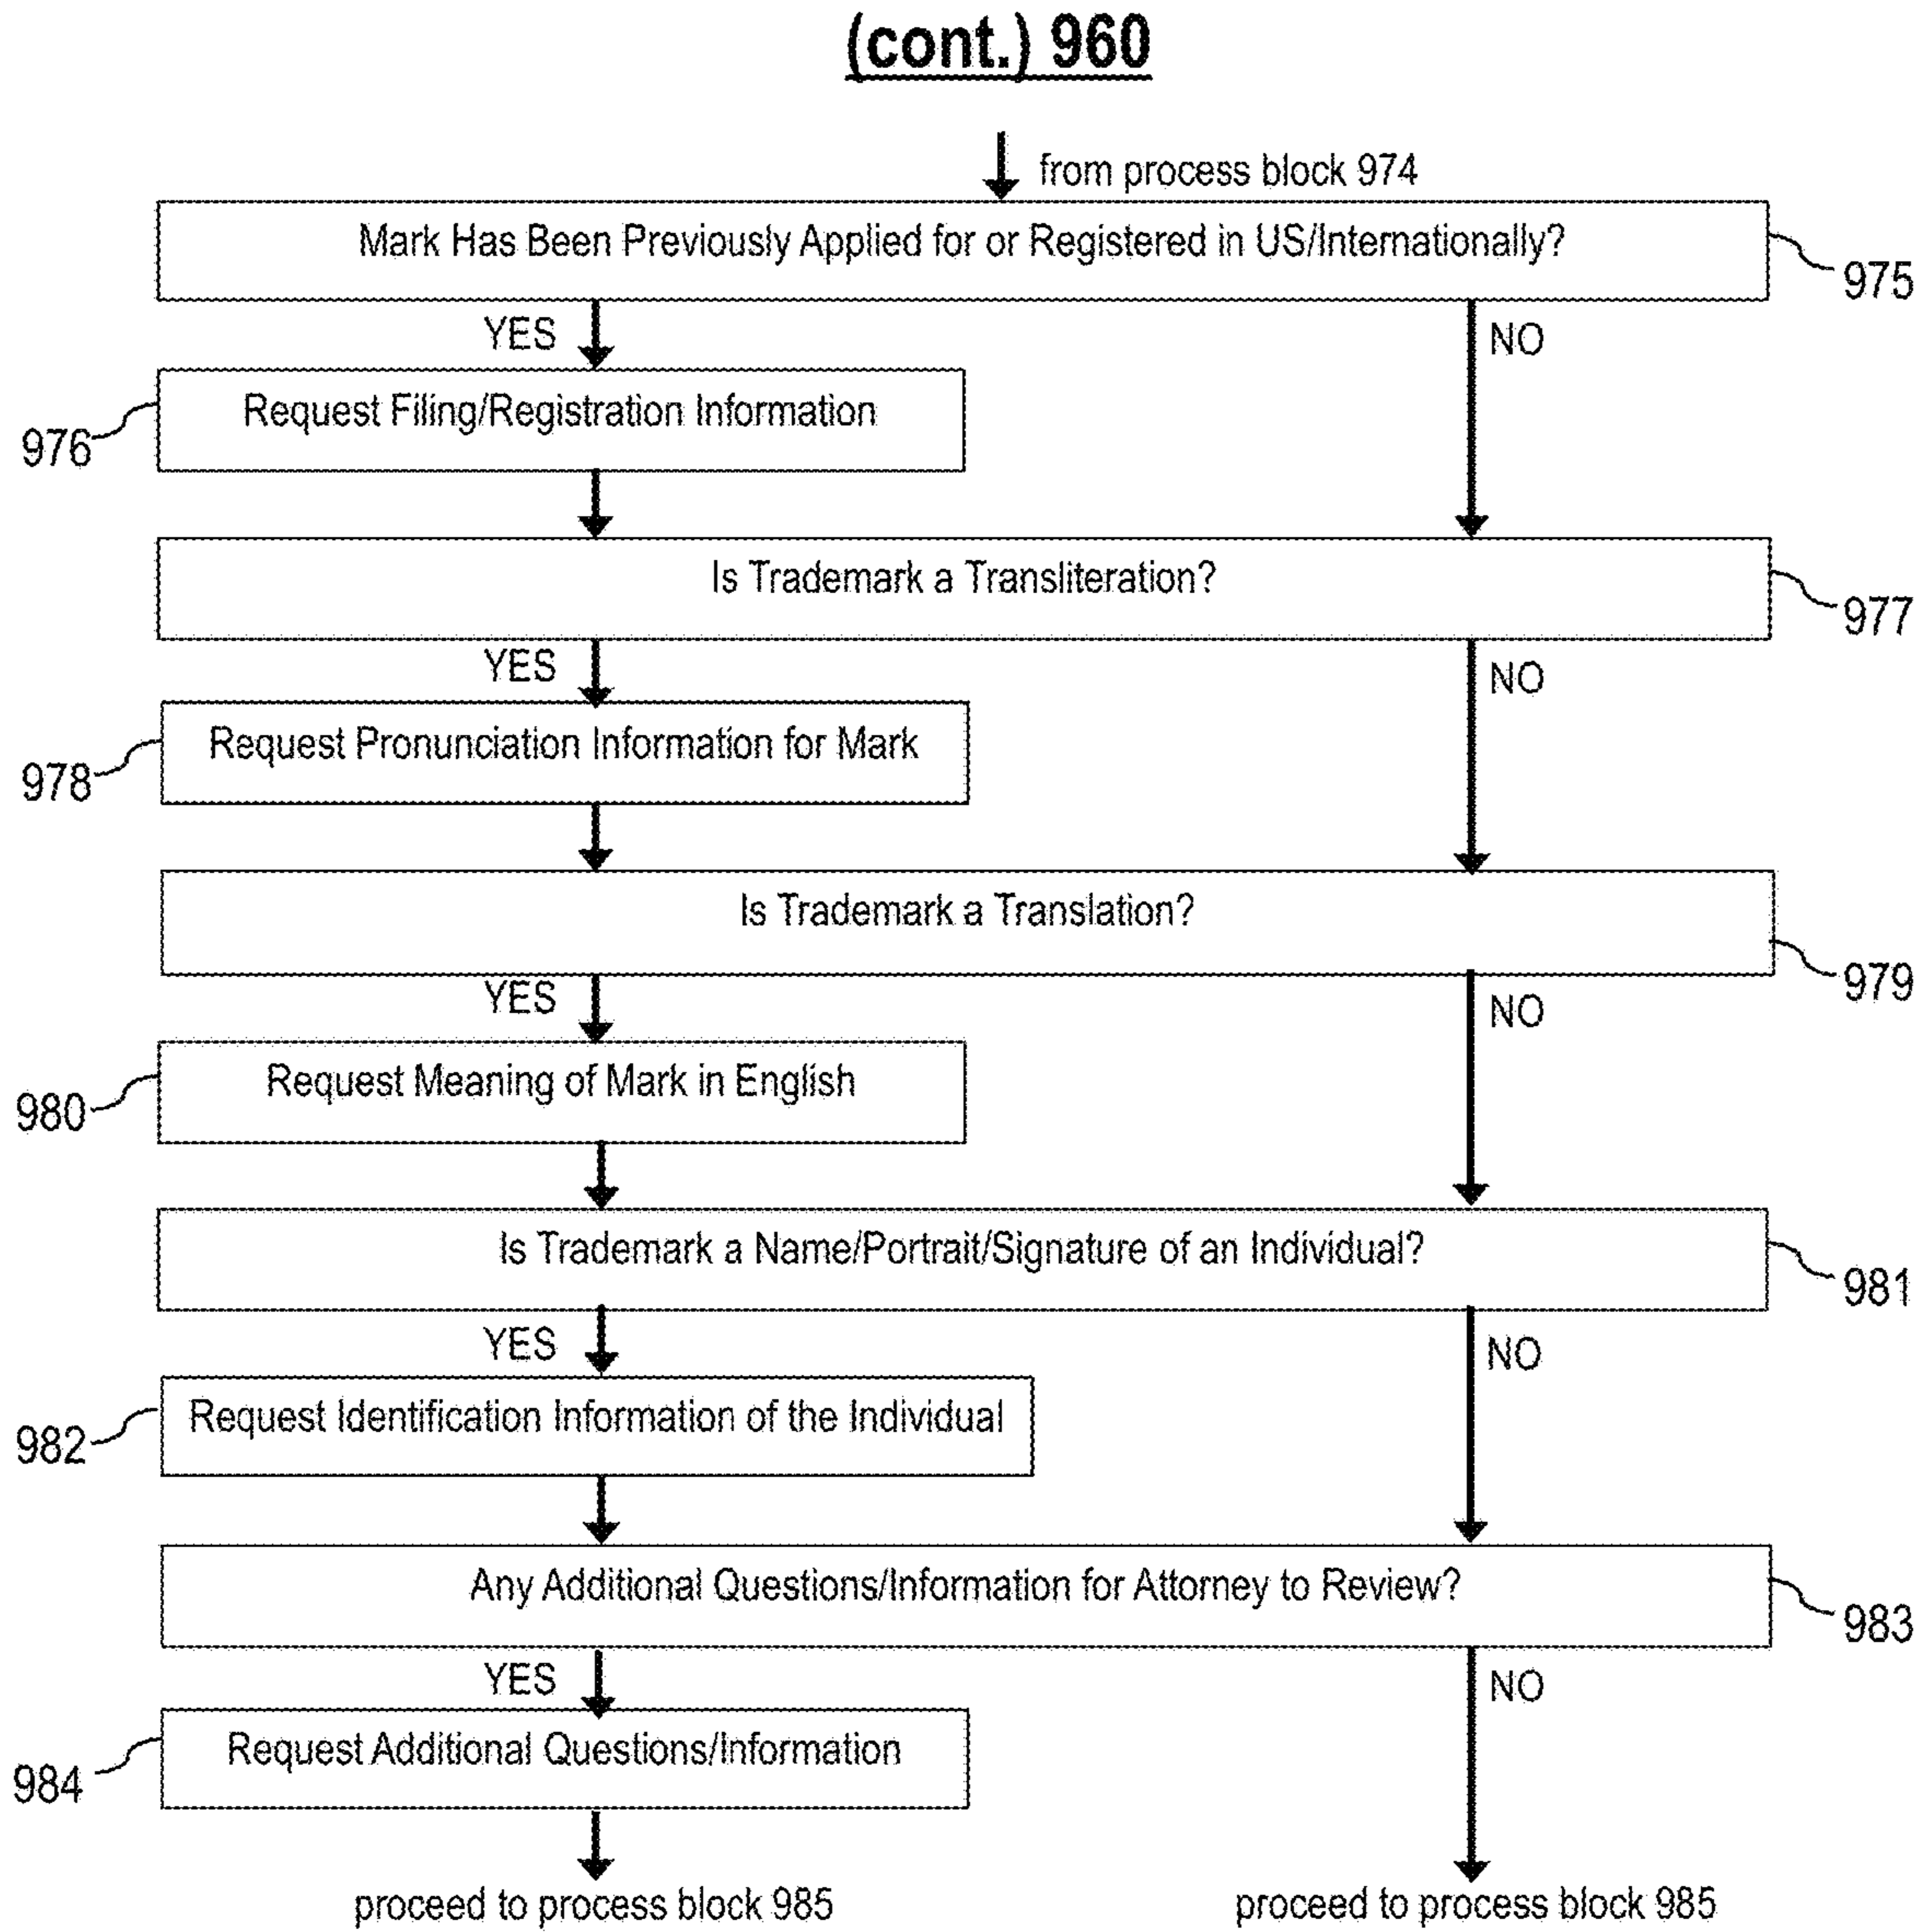 (cont.) 960
from process block 974
Mark Has Been Previously Applied for or Registered in US/Internationally?
975
YES
NO
Request Filing/Registration Information
976
Is Trademark a Transliteration?
977
YES
NO
Request Pronunciation Information for Mark
978
Is Trademark a Translation?
979
YES
NO
Request Meaning of Mark in English
980
Is Trademark a Name/Portrait/Signature of an Individual?
981
YES
NO
Request Identification Information of the Individual
982
Any Additional Questions/Information for Attorney to Review?
983
YES
NO
Request Additional Questions/Information
984
proceed to process block 985
proceed to process block 985